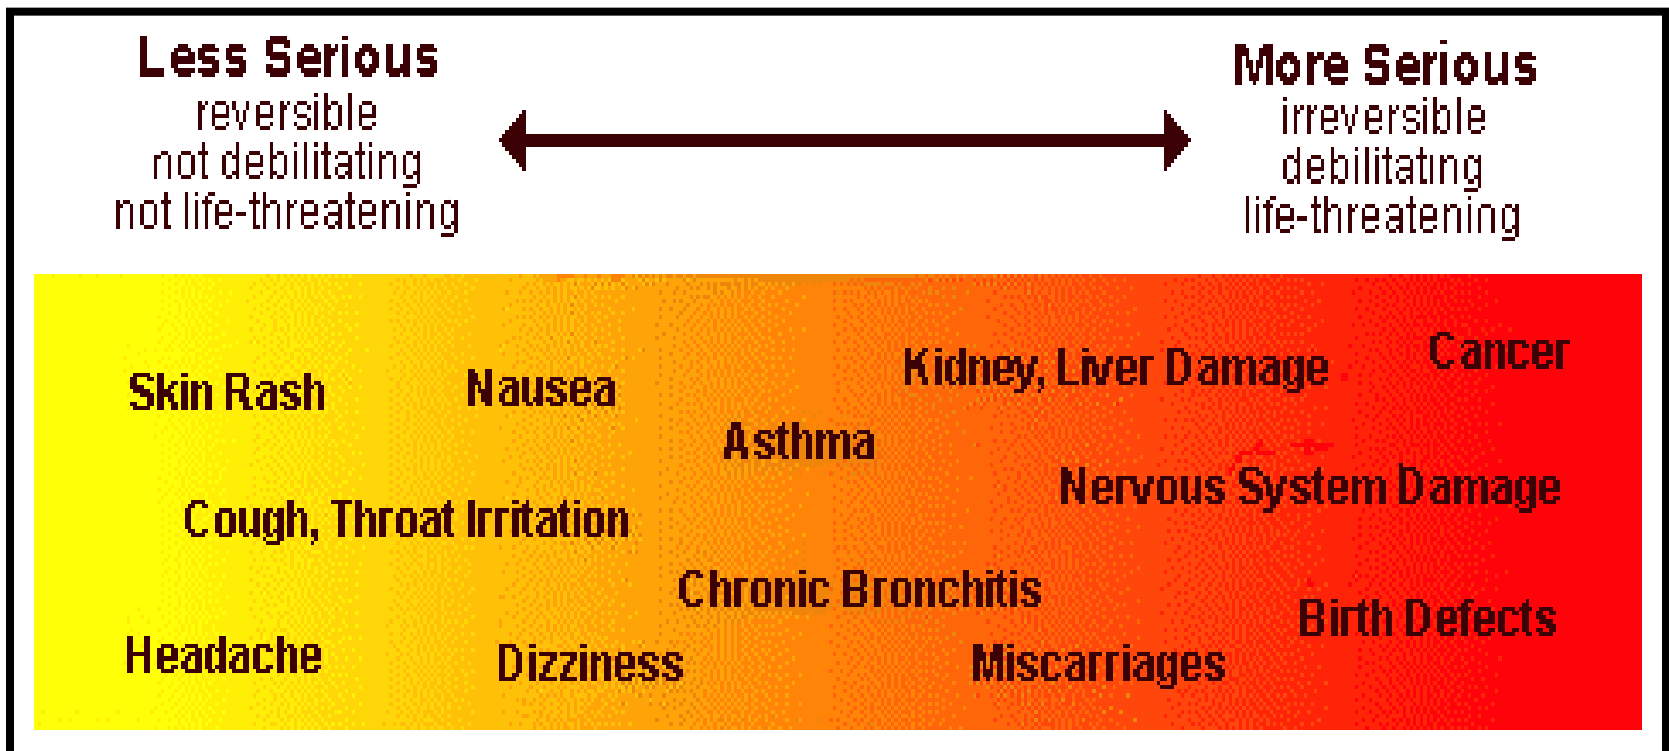 Less Serious
reversible
not debilitating
not life-threatening
More Serious
irreversible
debilitating
life-threatening
Cancer
Kidney, Liver Damage
Skin Rash
Nausea
Asthma
Nervous System Damage
Cough, Throat Irritation
Chronic Bronchitis
Birth Defects
Headache
Dizziness
Miscarriages